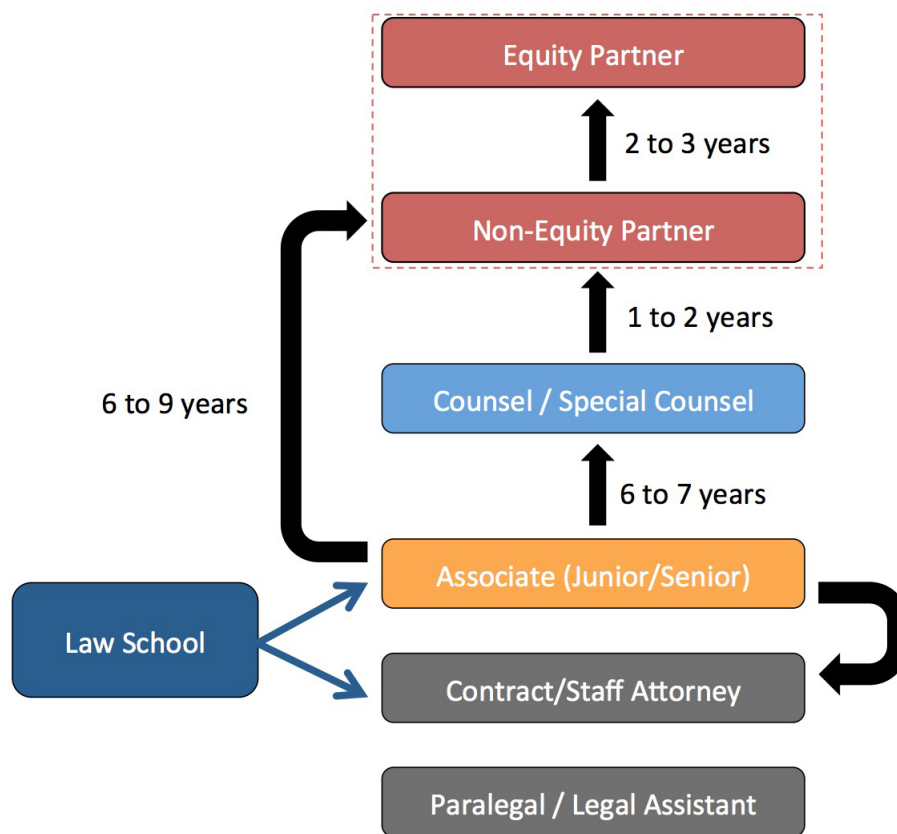 Equity Partner
2 to 3 years
Non-Equity Partner
1 to 2 years
6 to 9 years
Counsel / Special Counsel
6 to 7 years
Associate (Junior/Senior)
Law School
Contract/Staff Attorney
Paralegal / Legal Assistant